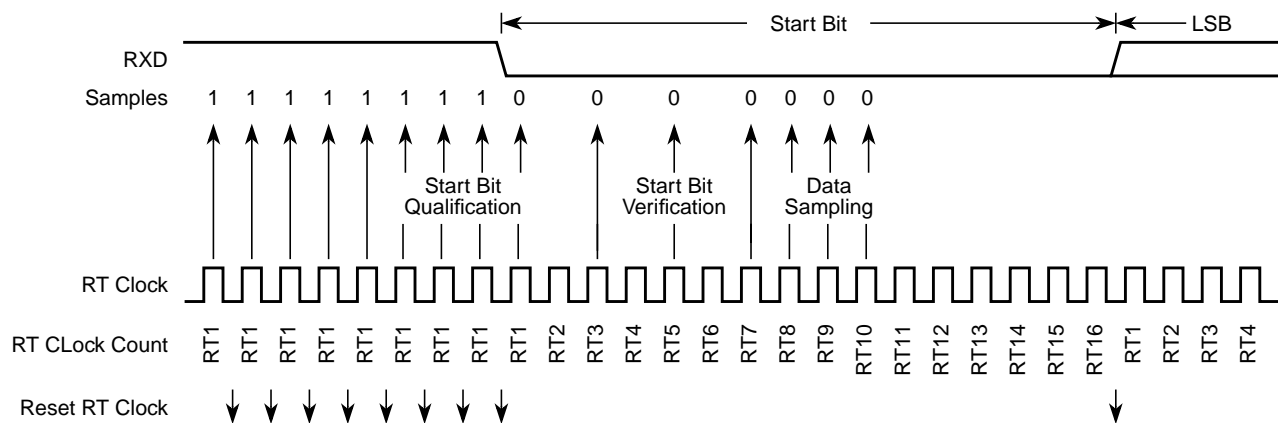 Start Bit LSB
RXD
Samples 1 1 1 1 1 1 1 1 0 0 0 0 0 0 0
Start Bit Qualification
Start Bit Verification
Data Sampling
RT Clock
RT CLock Count RT1 RT1 RT1 RT1 RT1 RT1 RT1 RT1 RT1 RT2 RT3 RT4 RT5 RT6 RT7 RT8 RT9 RT10 RT11 RT12 RT13 RT14 RT15 RT16 RT1 RT2 RT3 RT4
Reset RT Clock